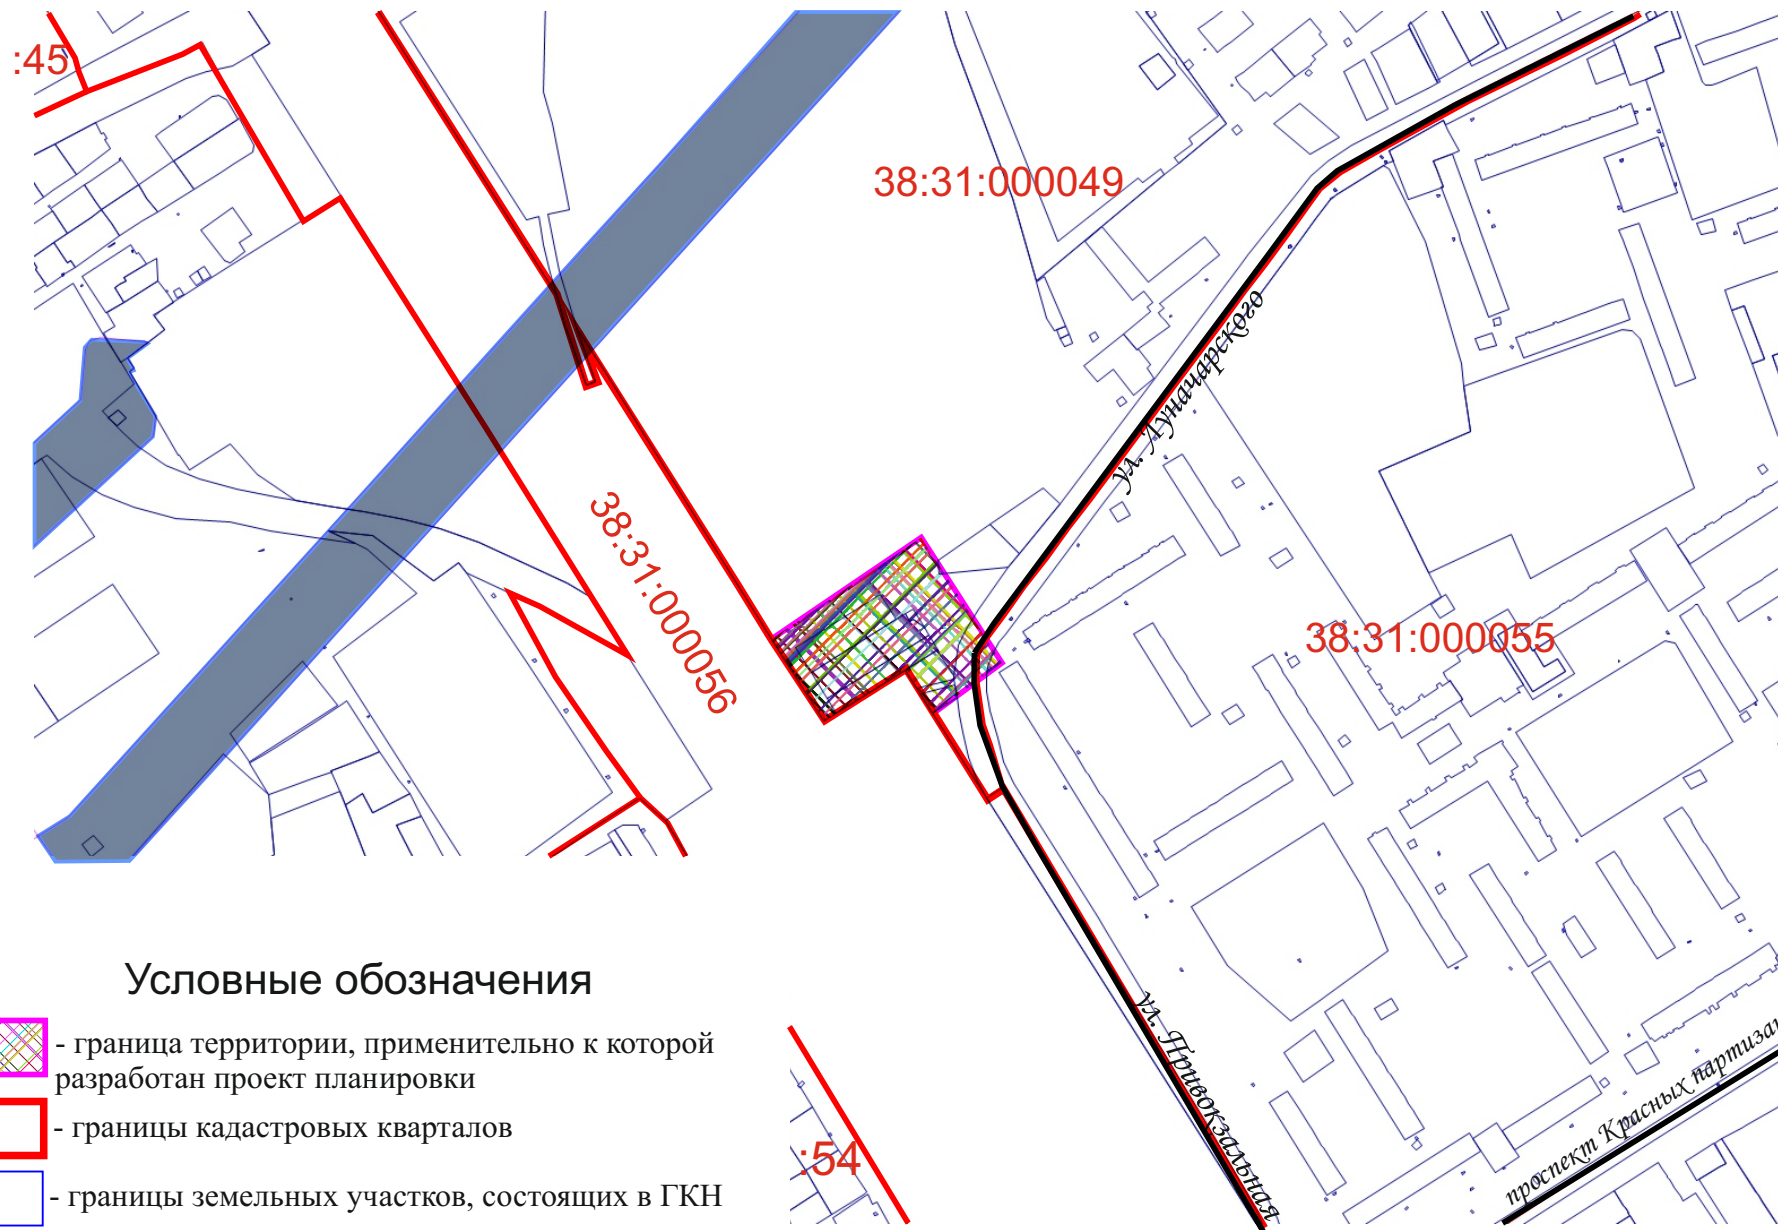 :45
38:31:000049
ул. Луначарского
38:31:000056
38:31:000055
Условные обозначения
- граница территории, применительно к которой
разработан проект планировки
- границы кадастровых кварталов
- границы земельных участков, состоящих в ГКН
:54
ул. Привокзальная
проспект Красных партизан